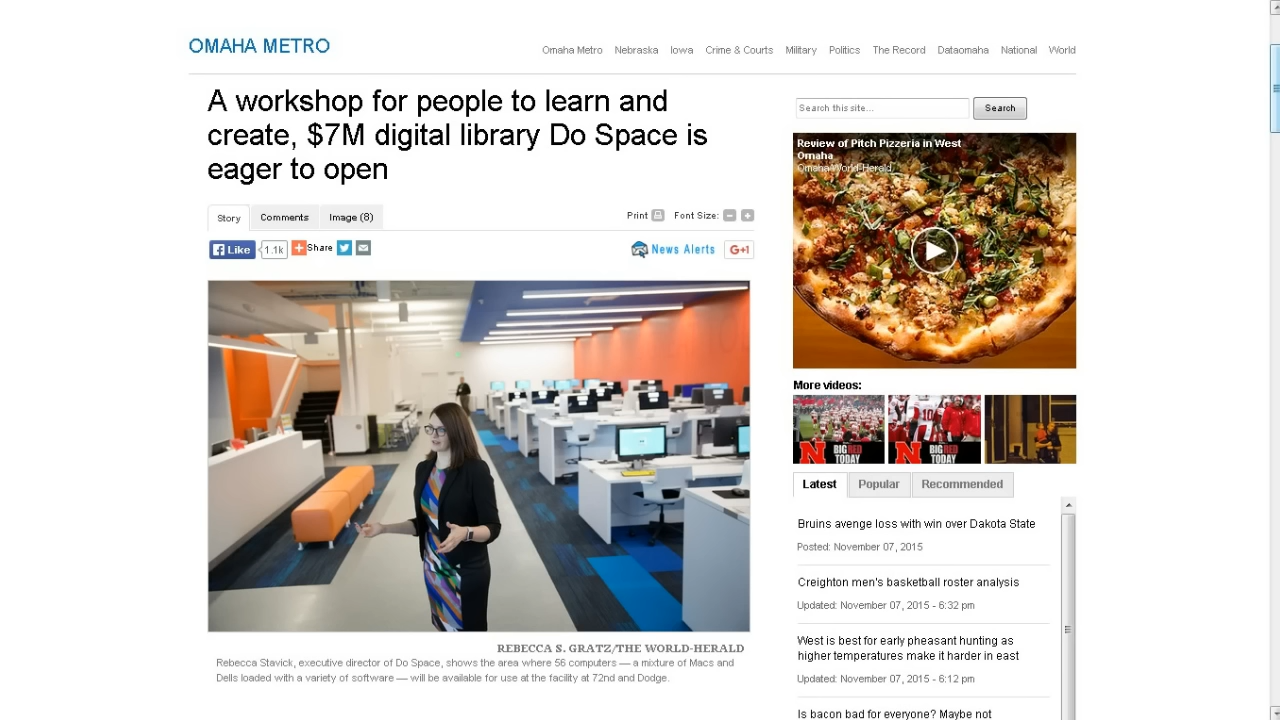 OMAHA METRO
Omaha Metro Nebraska Iowa Crime & Courts Military Politics The Record Dataomaha National World
A workshop for people to learn and
create, $7M digital library Do Space is
eager to open
Story Comments Image (8)
Print Font Size:
Like 1.1k Share
News Alerts G+1
REBECCA S. GRATZ/THE WORLD-HERALD
Rebecca Stavick, executive director of Do Space, shows the area where 56 computers — a mixture of Macs and
Dells loaded with a variety of software — will be available for use at the facility at 72nd and Dodge.
Search this site... Search
Review of Pitch Pizzeria in West
Omaha
Omaha World-Herald
More videos:
N BIGRED TODAY
N BIGRED TODAY
Latest Popular Recommended
Bruins avenge loss with win over Dakota State
Posted: November 07, 2015
Creighton men's basketball roster analysis
Updated: November 07, 2015 - 6:32 pm
West is best for early pheasant hunting as
higher temperatures make it harder in east
Updated: November 07, 2015 - 6:12 pm
Is bacon bad for everyone? Maybe not